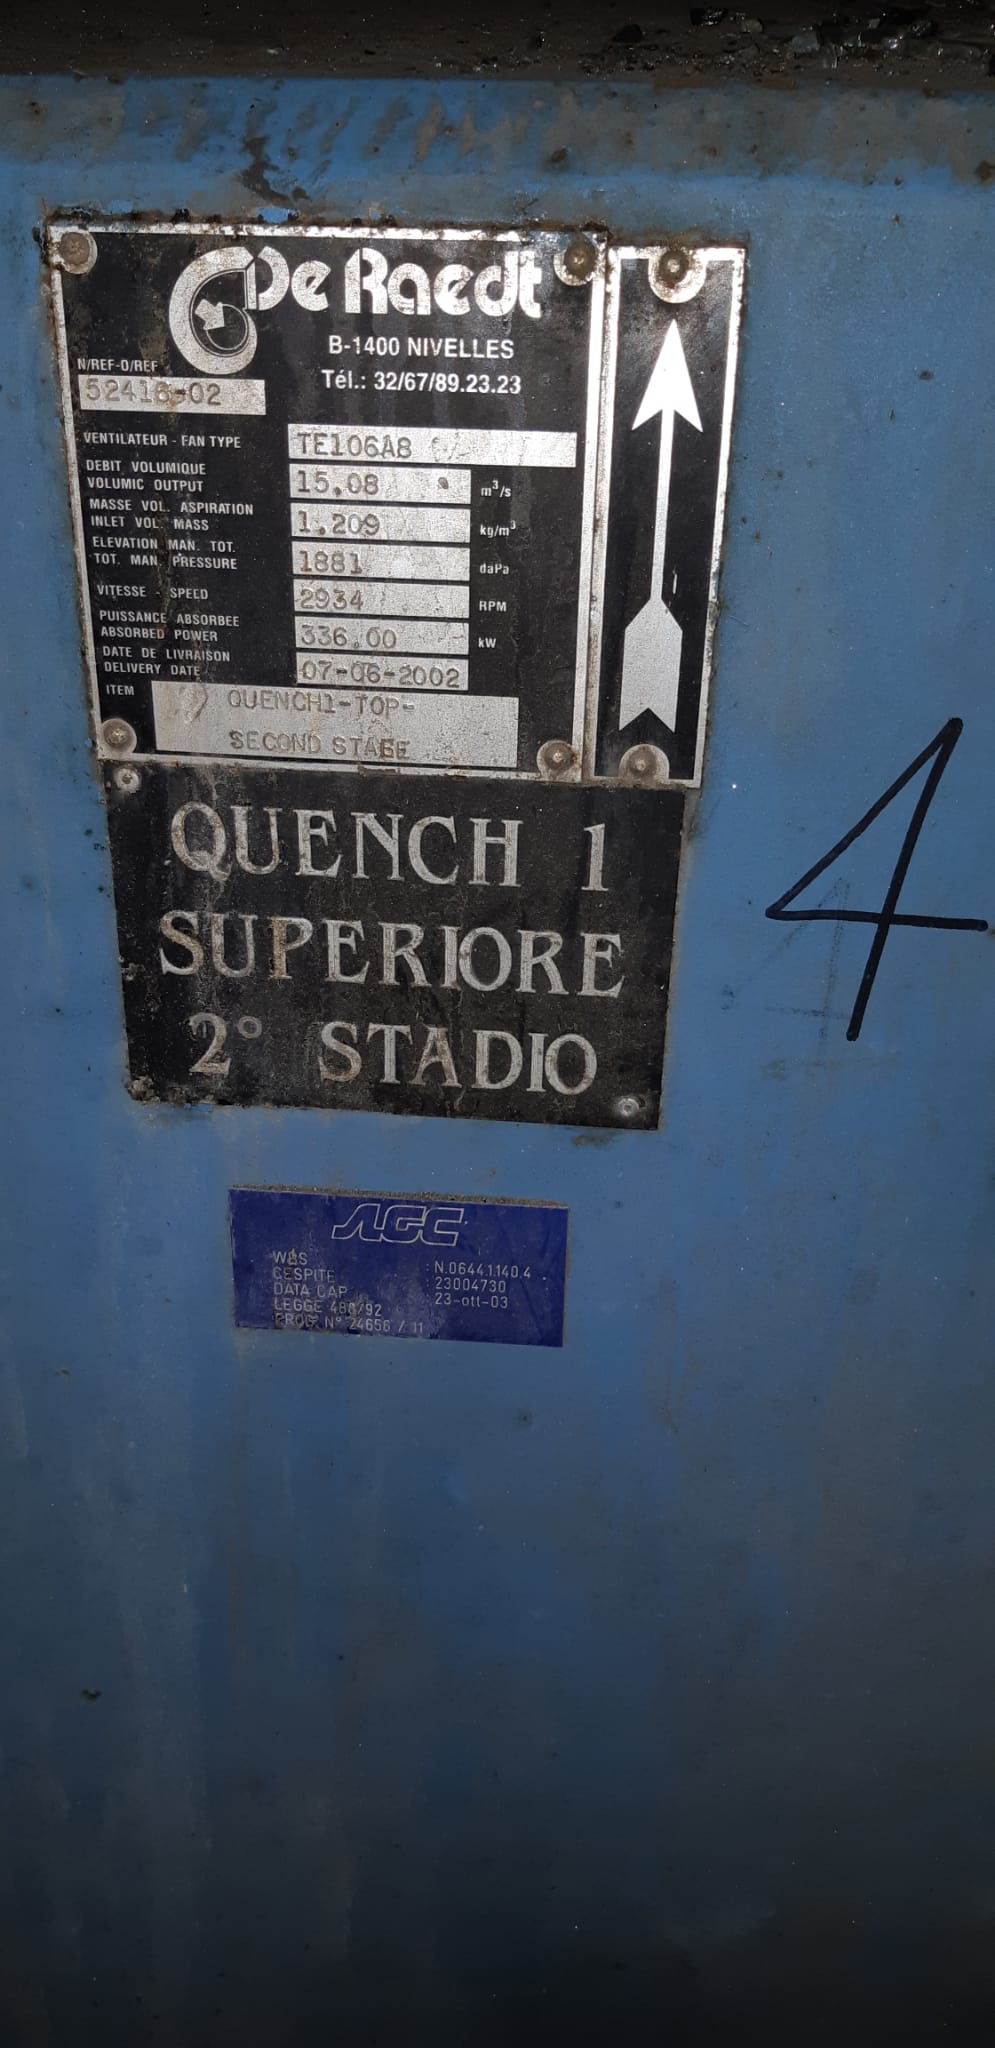 De Raedt
B-1400 NIVELLES
Tél.: 32/67/89.23.23
N/REF-O/REF
52416-02
VENTILATEUR - FAN TYPE TE106A8
DEBIT VOLUMIQUE
VOLUMIC OUTPUT 15.08 m³/s
MASSE VOL. ASPIRATION
INLET VOL. MASS 1.209 kg/m³
ELEVATION MAN. TOT.
TOT. MAN. PRESSURE 1881 daPa
VITESSE - SPEED 2934 RPM
PUISSANCE ABSORBEE
ABSORBED POWER 336.00 kW
DATE DE LIVRAISON
DELIVERY DATE 07-06-2002
ITEM QUENCH1-TOP-
SECOND STAGE
QUENCH 1
SUPERIORE
2° STADIO
4
AGC
WBS : N.0644.1.140.4
CESPITE : 23004730
DATA CAP. : 23-ott-03
LEGGE 488/92
PROG. N° 24656 / 11